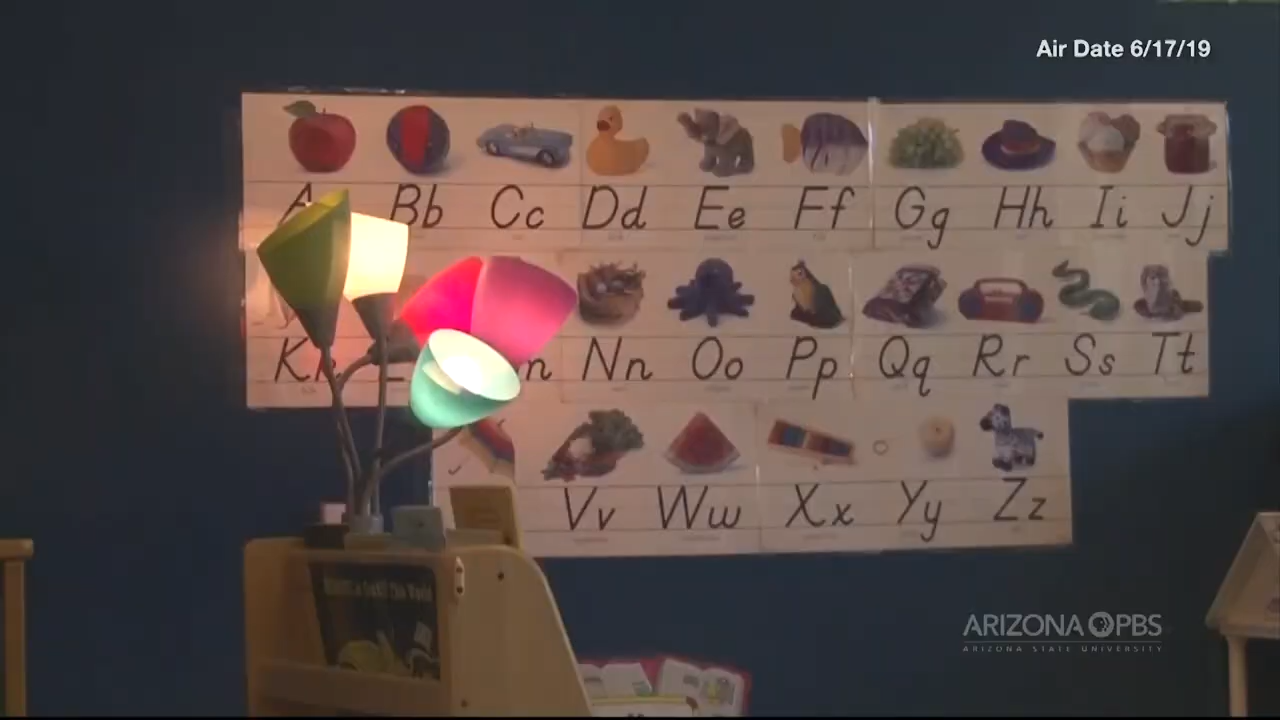 Air Date 6/17/19
A Bb Cc Dd Ee Ff Gg Hh Ii Jj
Kk n Nn Oo Pp Qq Rr Ss Tt
Vv Ww Xx Yy Zz
ARIZONA PBS
ARIZONA STATE UNIVERSITY